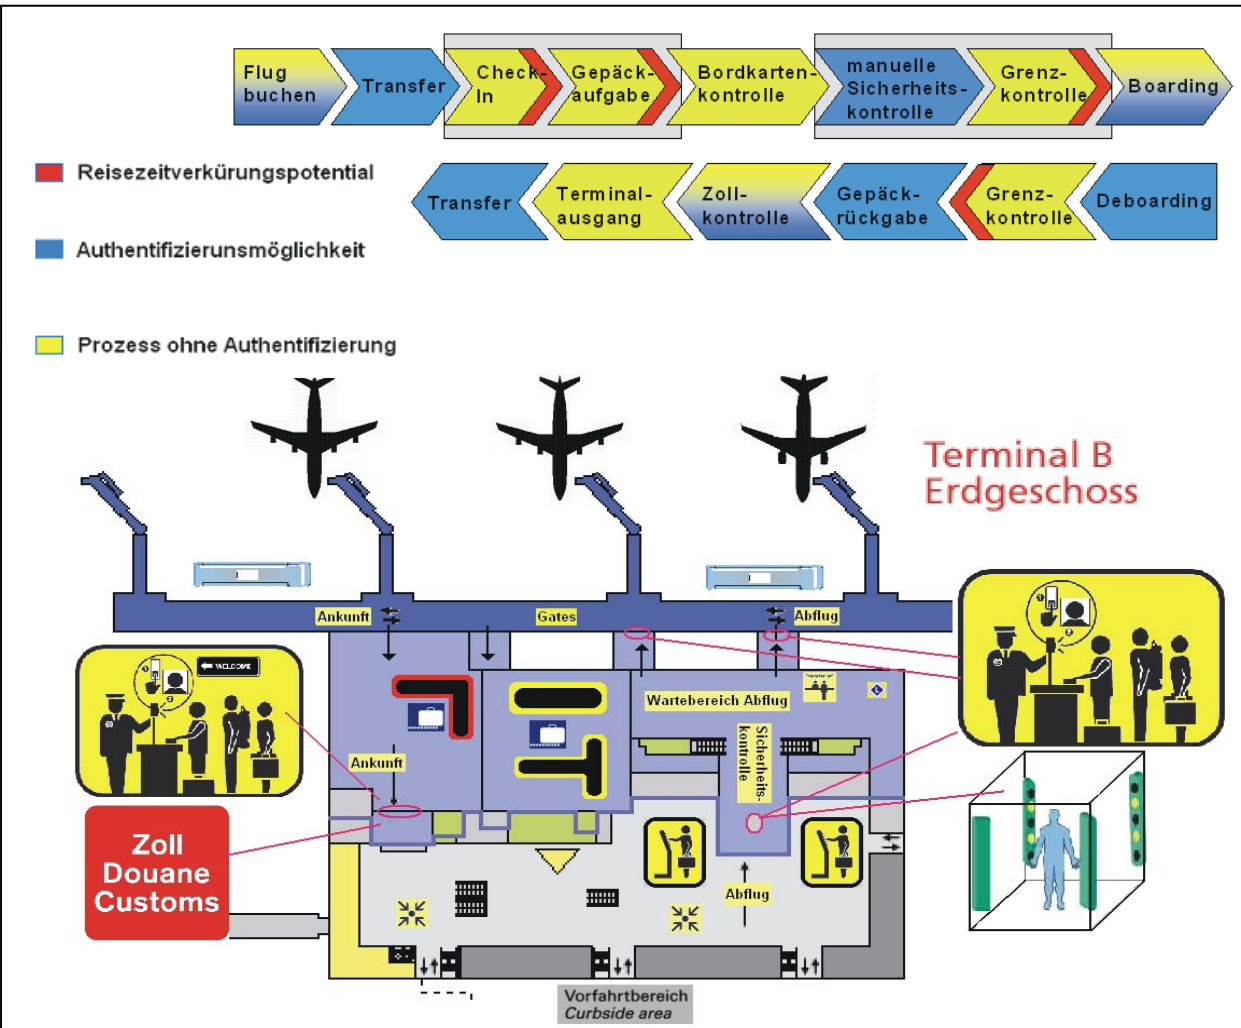 Flug
buchen
Transfer
Check-
In
Gepäck-
aufgabe
Bordkarten-
kontrolle
manuelle
Sicherheits-
kontrolle
Grenz-
kontrolle
Boarding
Reisezeitverkürungspotential
Transfer
Terminal-
ausgang
Zoll-
kontrolle
Gepäck-
rückgabe
Grenz-
kontrolle
Deboarding
Authentifizierunsmöglichkeit
Prozess ohne Authentifizierung
Terminal B
Erdgeschoss
Ankunft
Gates
Abflug
WELCOME
Wartebereich Abflug
L
Sicherheits-
kontrolle
Ankunft
Zoll
Douane
Customs
Abflug
Vorfahrtbereich
Curbside area